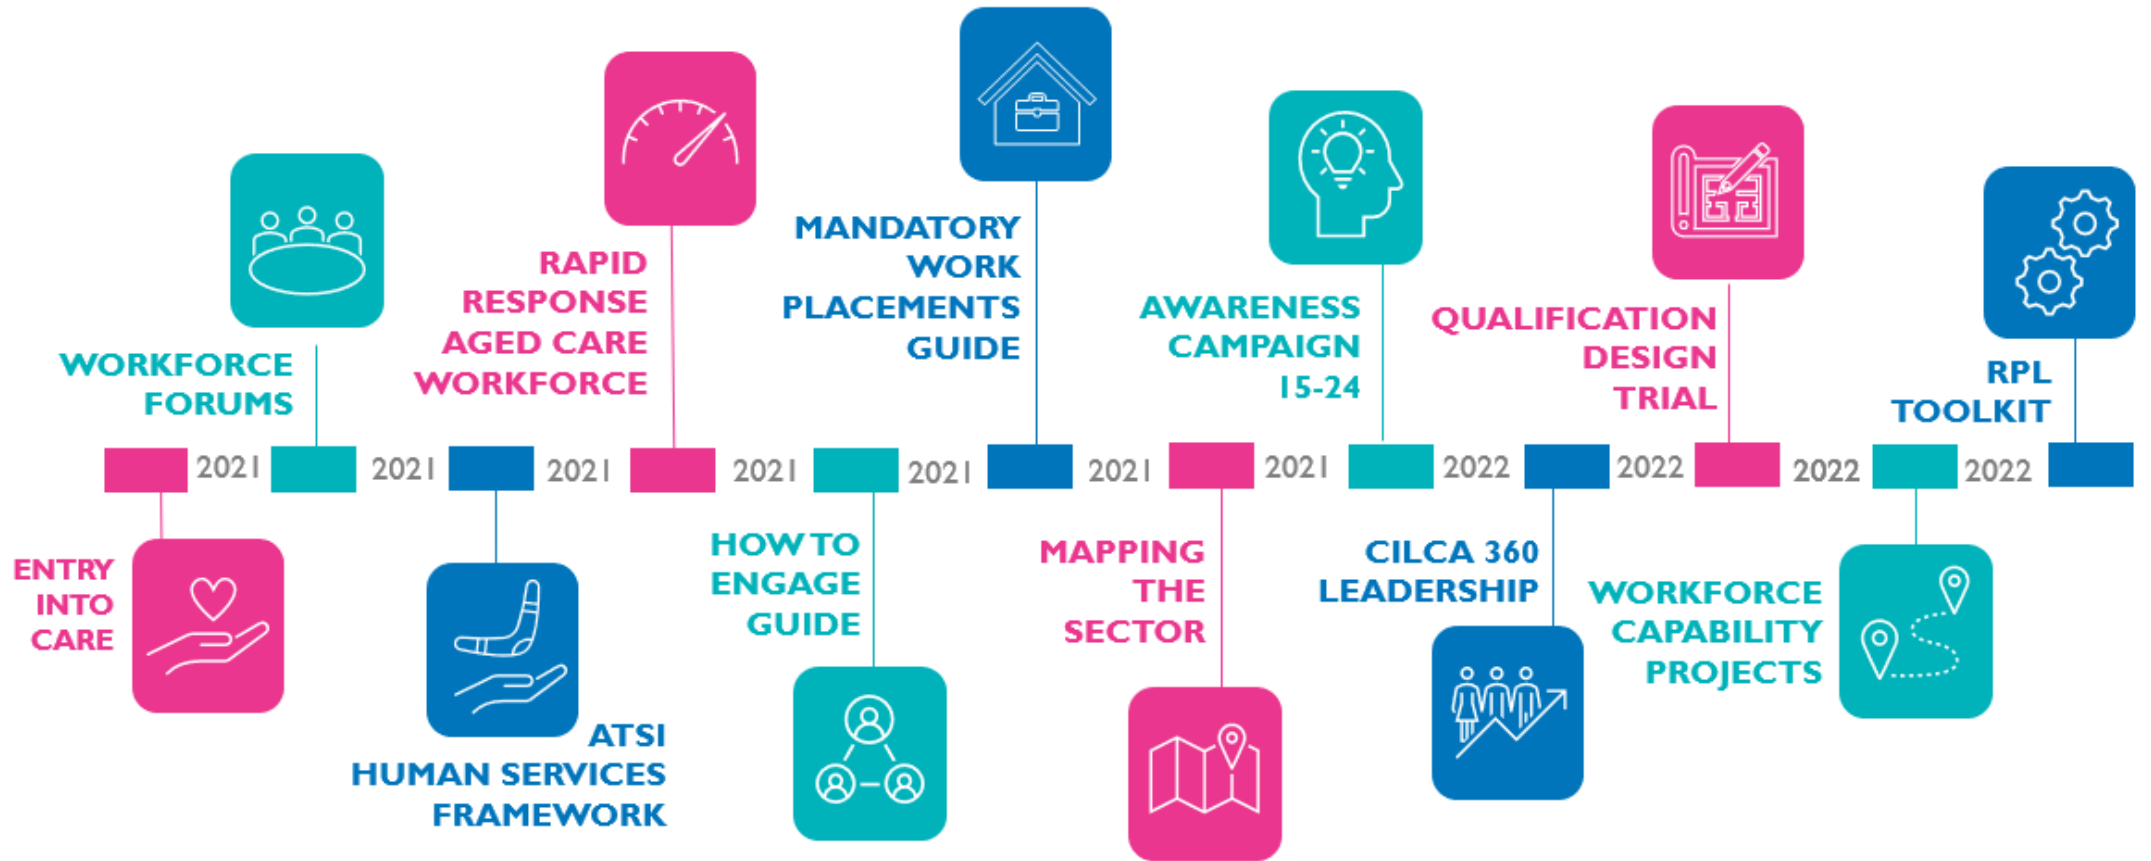 ENTRY
INTO
CARE
2021
WORKFORCE
FORUMS
2021
ATSI
HUMAN SERVICES
FRAMEWORK
2021
RAPID
RESPONSE
AGED CARE
WORKFORCE
2021
HOW TO
ENGAGE
GUIDE
2021
MANDATORY
WORK
PLACEMENTS
GUIDE
2021
MAPPING
THE
SECTOR
2021
AWARENESS
CAMPAIGN
15-24
2022
CILCA 360
LEADERSHIP
2022
QUALIFICATION
DESIGN
TRIAL
2022
WORKFORCE
CAPABILITY
PROJECTS
2022
RPL
TOOLKIT